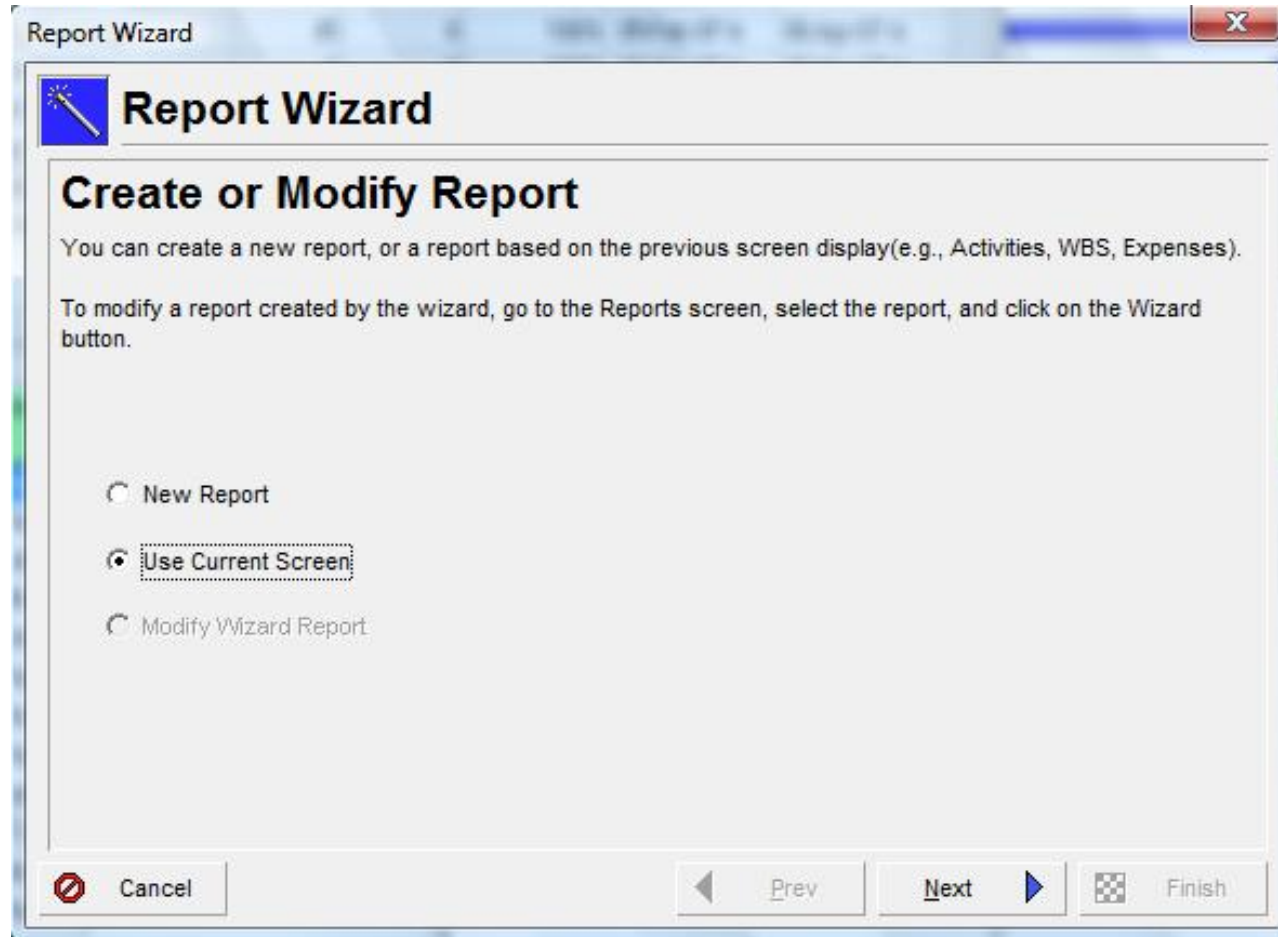 Report Wizard
Report Wizard
Create or Modify Report
You can create a new report, or a report based on the previous screen display(e.g., Activities, WBS, Expenses).
To modify a report created by the wizard, go to the Reports screen, select the report, and click on the Wizard
button.
New Report
Use Current Screen
Modify Wizard Report
Cancel
Prev
Next
Finish